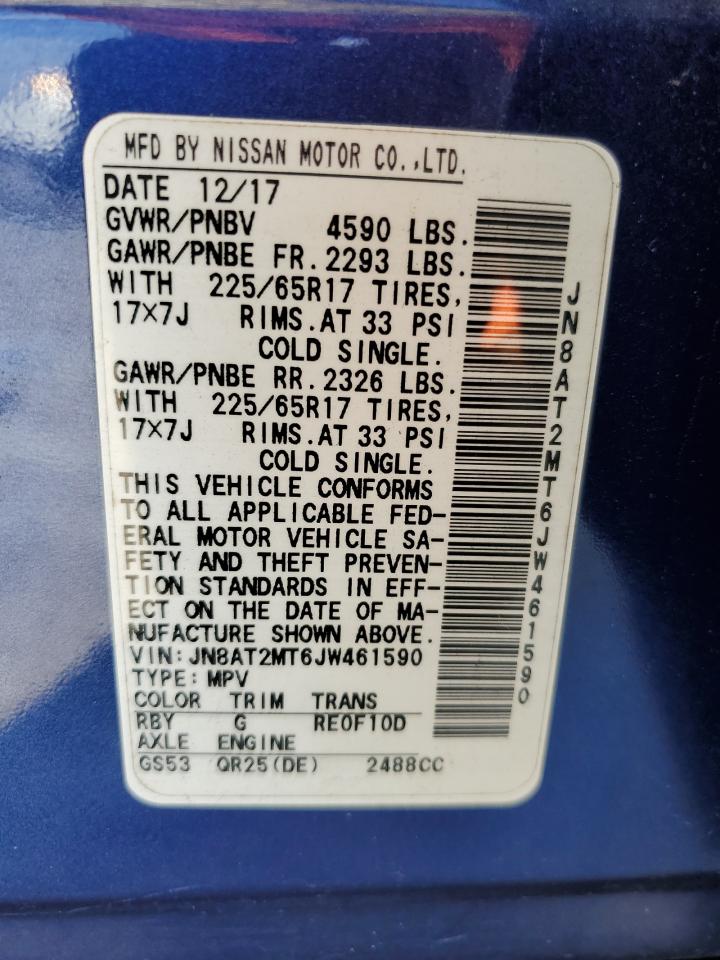 MFD BY NISSAN MOTOR CO.,LTD.
DATE 12/17
GVWR/PNBV 4590 LBS.
GAWR/PNBE FR.2293 LBS.
WITH 225/65R17 TIRES,
17×7J RIMS.AT 33 PSI
COLD SINGLE.
GAWR/PNBE RR.2326 LBS.
WITH 225/65R17 TIRES,
17×7J RIMS.AT 33 PSI
COLD SINGLE.
THIS VEHICLE CONFORMS
TO ALL APPLICABLE FED-
ERAL MOTOR VEHICLE SA-
FETY AND THEFT PREVEN-
TION STANDARDS IN EFF-
ECT ON THE DATE OF MA-
NUFACTURE SHOWN ABOVE.
VIN:JN8AT2MT6JW461590
TYPE:MPV
COLOR TRIM TRANS
RBY G RE0F10D
AXLE ENGINE
GS53 QR25(DE) 2488CC
JN8AT2MT6JW461590